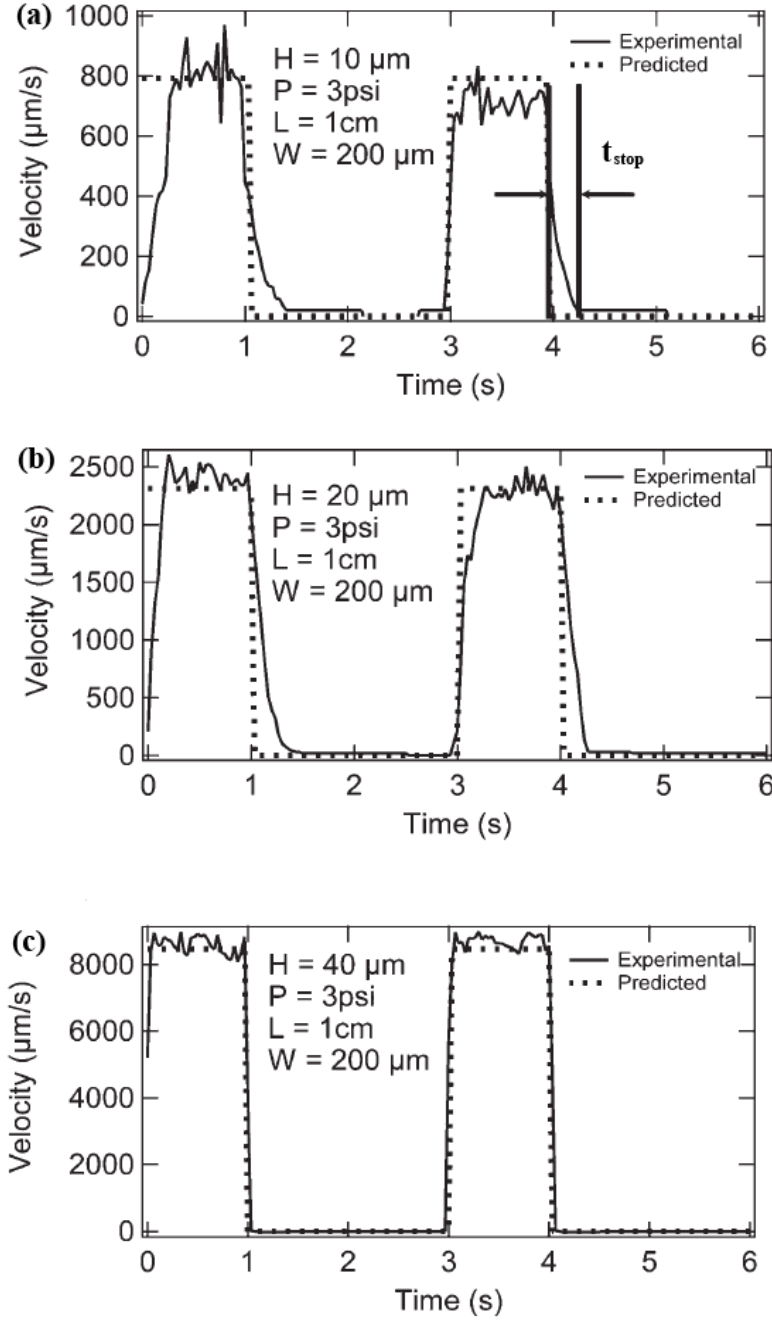 (a)
1000
800
600
400
200
0
Velocity (µm/s)
H = 10 µm
P = 3psi
L = 1cm
W = 200 µm
Experimental
Predicted
t stop
0 1 2 3 4 5 6
Time (s)
(b)
2500
2000
1500
1000
500
0
Velocity (µm/s)
H = 20 µm
P = 3psi
L = 1cm
W = 200 µm
Experimental
Predicted
0 1 2 3 4 5 6
Time (s)
(c)
8000
6000
4000
2000
0
Velocity (µm/s)
H = 40 µm
P = 3psi
L = 1cm
W = 200 µm
Experimental
Predicted
0 1 2 3 4 5 6
Time (s)